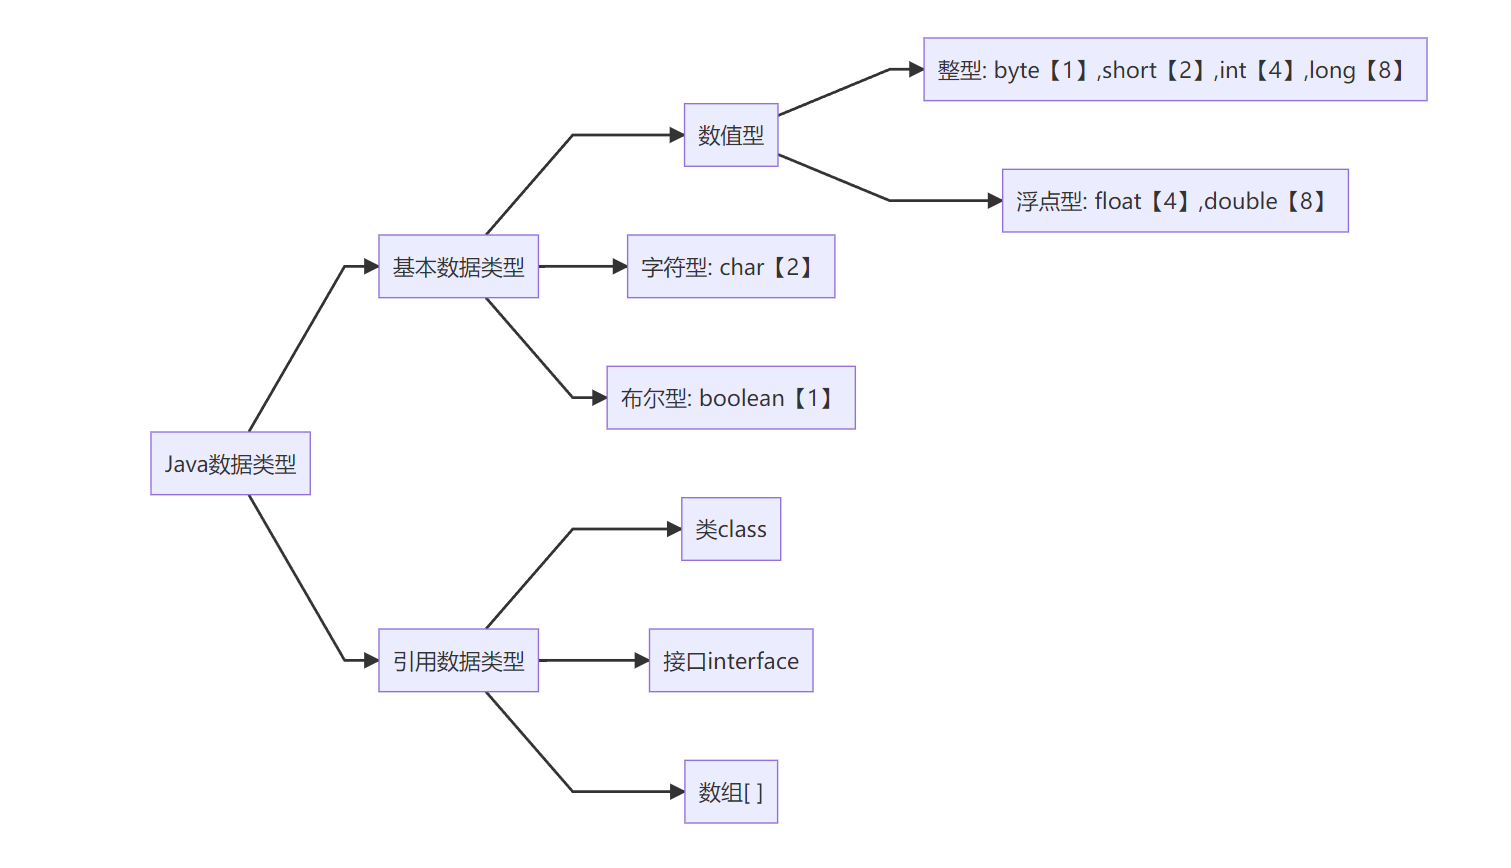 整型: byte【1】,short【2】,int【4】,long【8】
数值型
浮点型: float【4】,double【8】
基本数据类型
字符型: char【2】
布尔型: boolean【1】
Java数据类型
类class
引用数据类型
接口interface
数组[ ]